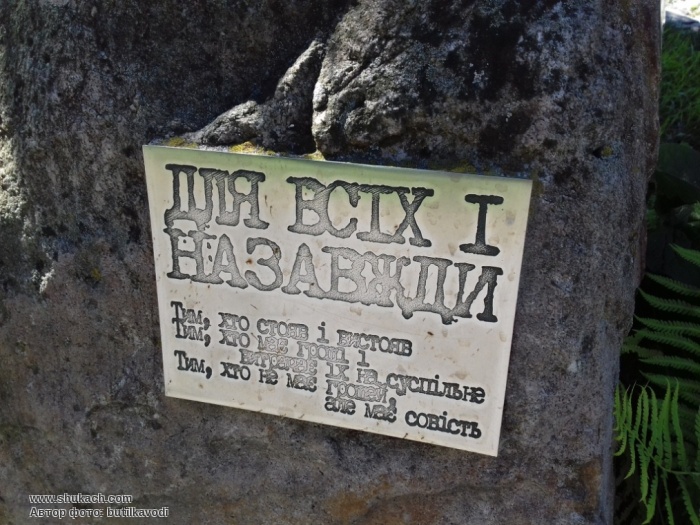 ДЛЯ ВСІХ І
НАЗАВЖДИ
Тим, хто стояв і вистояв
Тим, хто має гроші і
витрачає їх на суспільне
Тим, хто не має грошей,
але має совість
www.shukach.com
Автор фото: butilkavodi